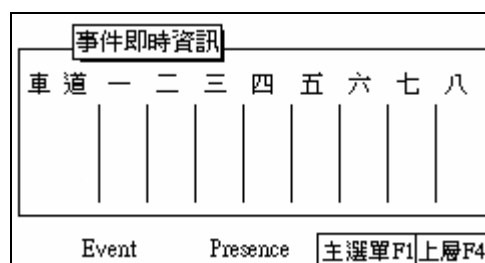 事件即時資訊
車道 一 二 三 四 五 六 七 八
Event Presence 主選單F1 上層F4